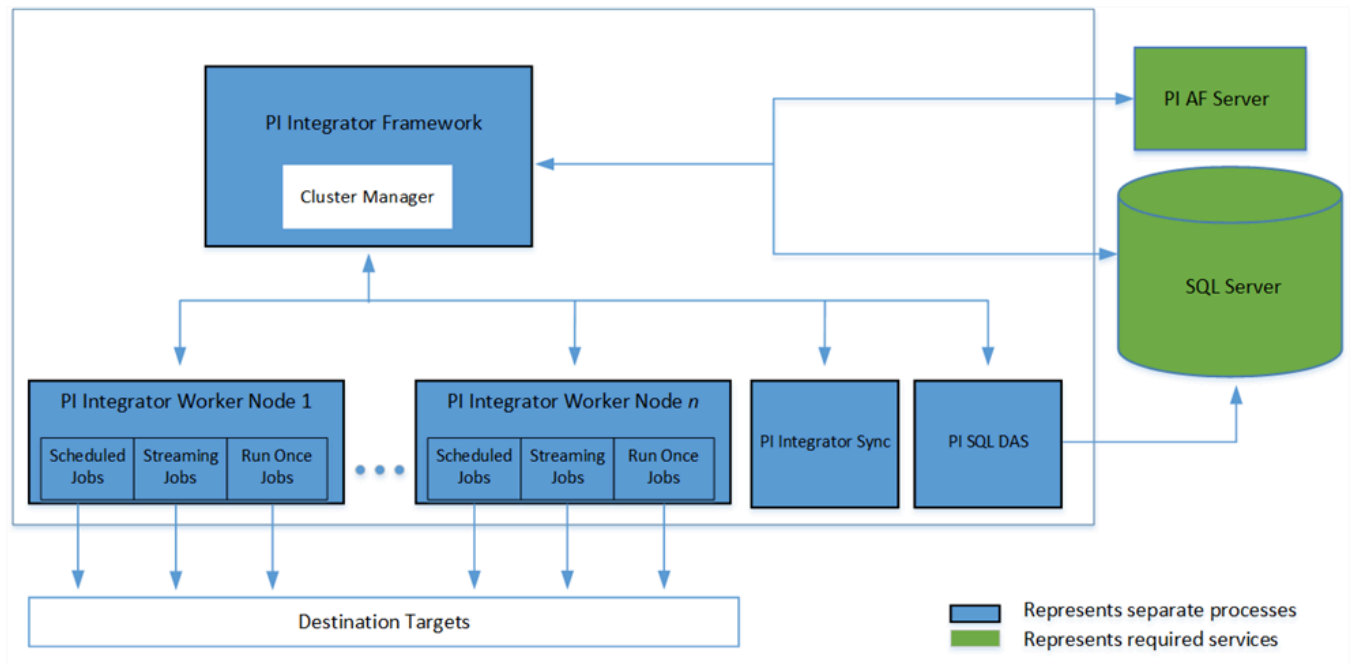 PI Integrator Framework
Cluster Manager
PI AF Server
SQL Server
PI Integrator Worker Node 1
Scheduled
Jobs
Streaming
Jobs
Run Once
Jobs
PI Integrator Worker Node n
Scheduled
Jobs
Streaming
Jobs
Run Once
Jobs
PI Integrator Sync
PI SQL DAS
Destination Targets
Represents separate processes
Represents required services